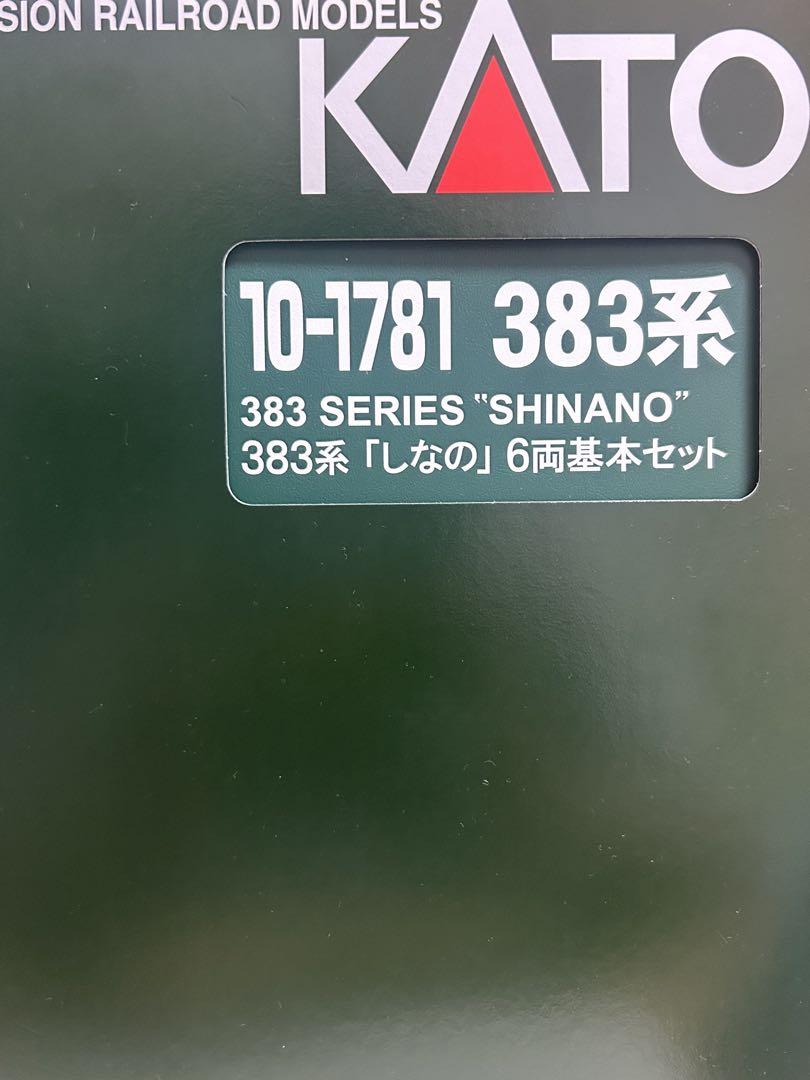 SION RAILROAD MODELS
KATO
10-1781 383系
383 SERIES "SHINANO"
383系「しなの」6両基本セット